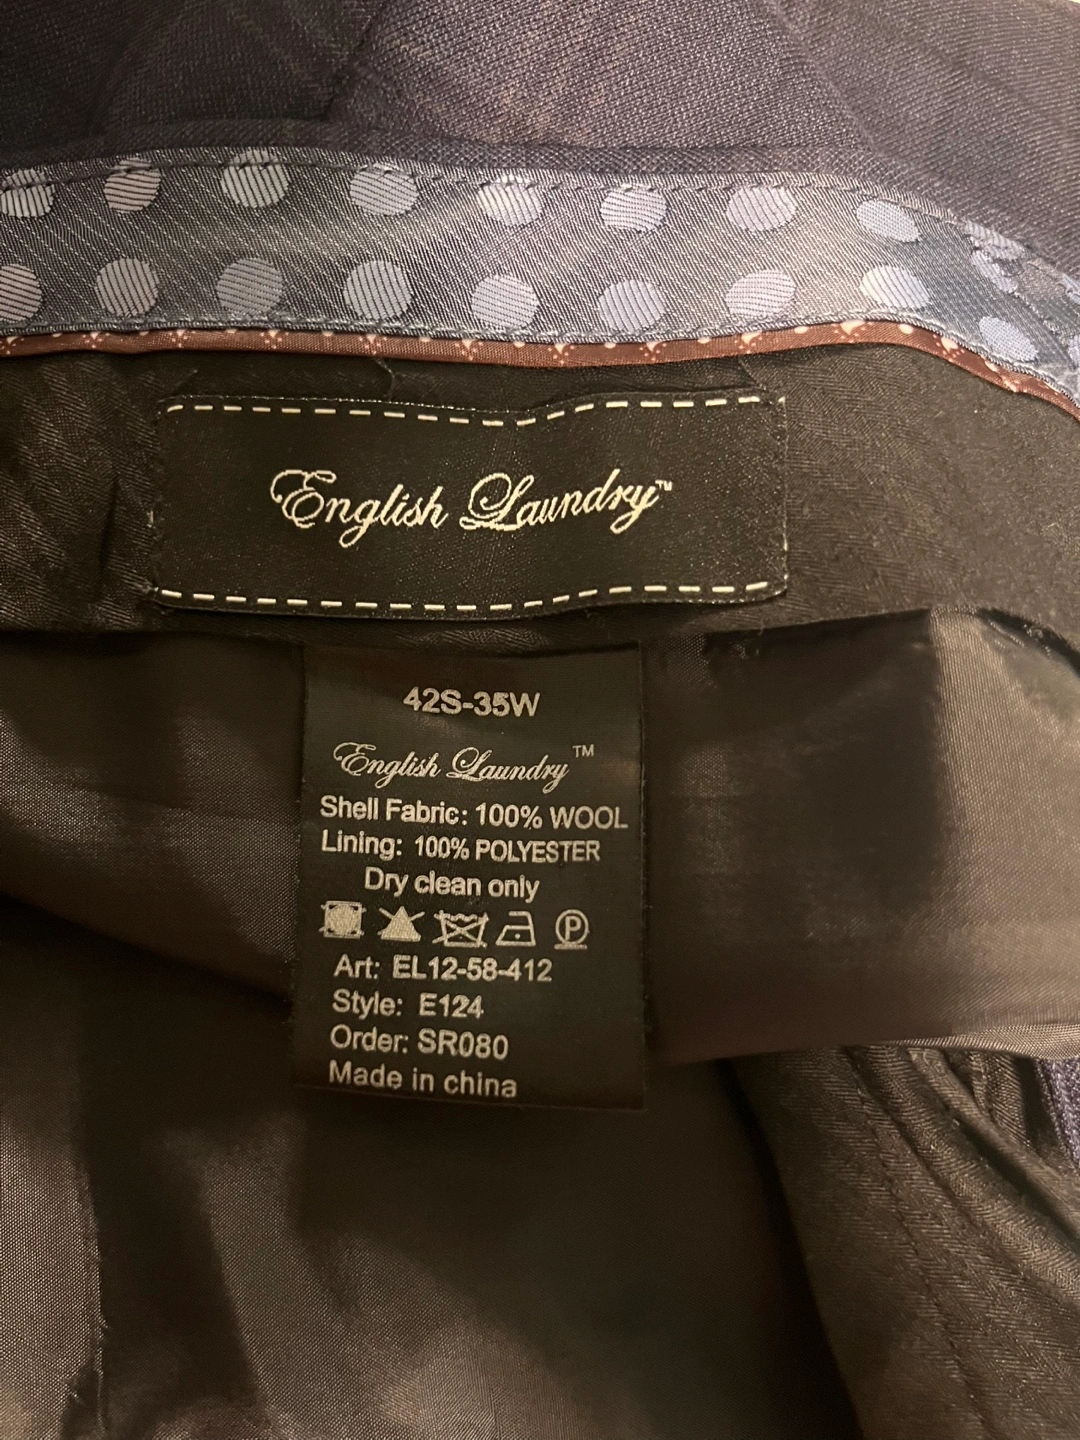 English Laundry™
42S-35W
English Laundry™
Shell Fabric: 100% WOOL
Lining: 100% POLYESTER
Dry clean only
P
Art: EL12-58-412
Style: E124
Order: SR080
Made in china